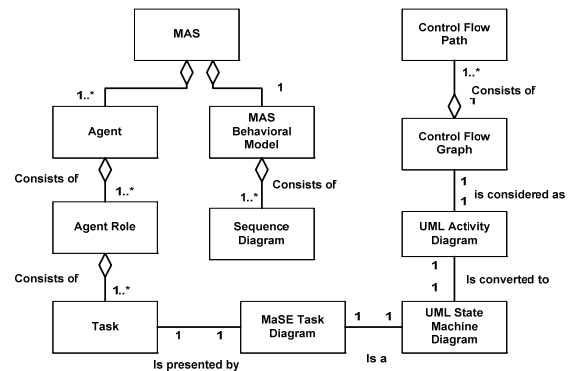 MAS
Control Flow
Path
1..*
1
1..*
Consists of
1
Agent
MAS
Behavioral
Model
Control Flow
Graph
Consists of
1..*
Consists of
1..*
1
is considered as
1
Agent Role
Sequence
Diagram
UML Activity
Diagram
Consists of
1..*
1
Is converted to
1
Task
1
1
MaSE Task
Diagram
1
1
UML State
Machine
Diagram
Is presented by
Is a